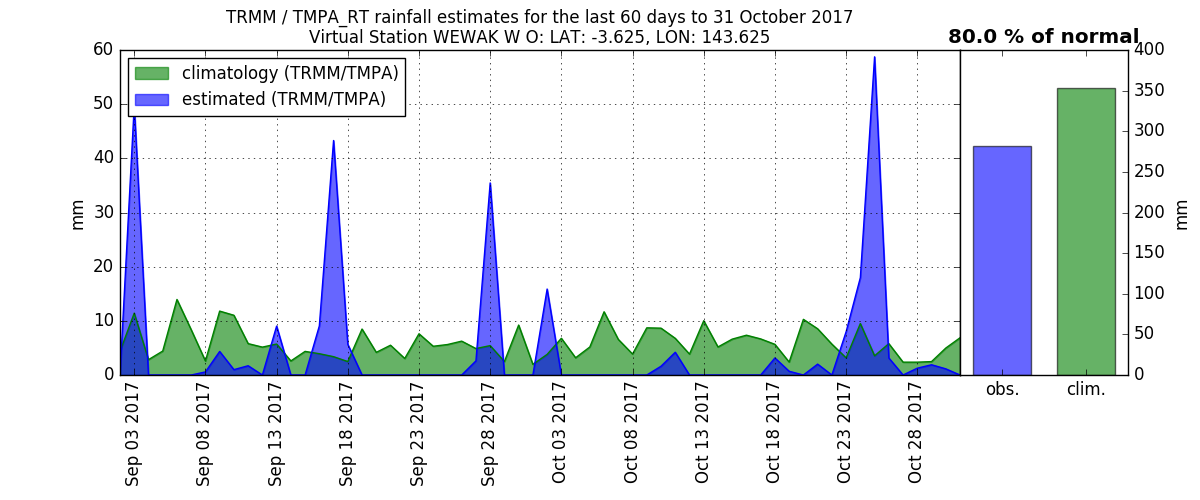 TRMM / TMPA_RT rainfall estimates for the last 60 days to 31 October 2017
Virtual Station WEWAK W O: LAT: -3.625, LON: 143.625
80.0 % of normal
climatology (TRMM/TMPA)
estimated (TRMM/TMPA)
mm
60
50
40
30
20
10
0
Sep 03 2017
Sep 08 2017
Sep 13 2017
Sep 18 2017
Sep 23 2017
Sep 28 2017
Oct 03 2017
Oct 08 2017
Oct 13 2017
Oct 18 2017
Oct 23 2017
Oct 28 2017
obs.
clim.
400
350
300
250
200
150
100
50
0
mm